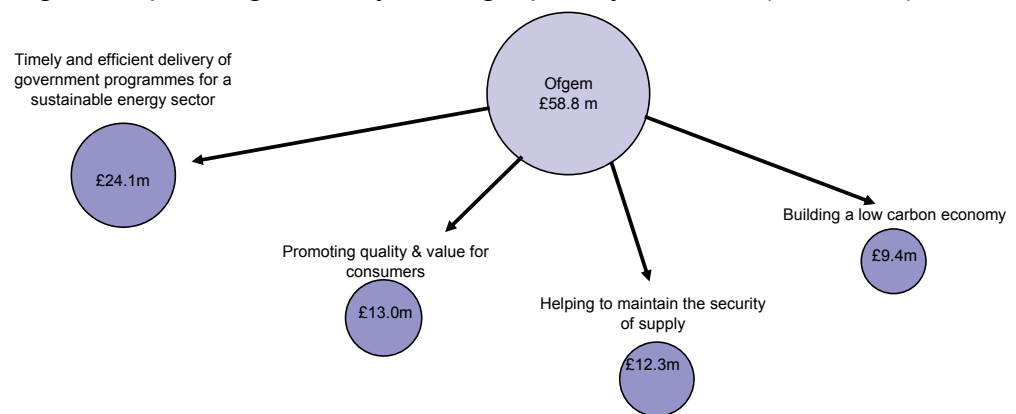 Ofgem
£58.8 m
Timely and efficient delivery of
government programmes for a
sustainable energy sector
£24.1m
Promoting quality & value for
consumers
£13.0m
Helping to maintain the security
of supply
£12.3m
Building a low carbon economy
£9.4m